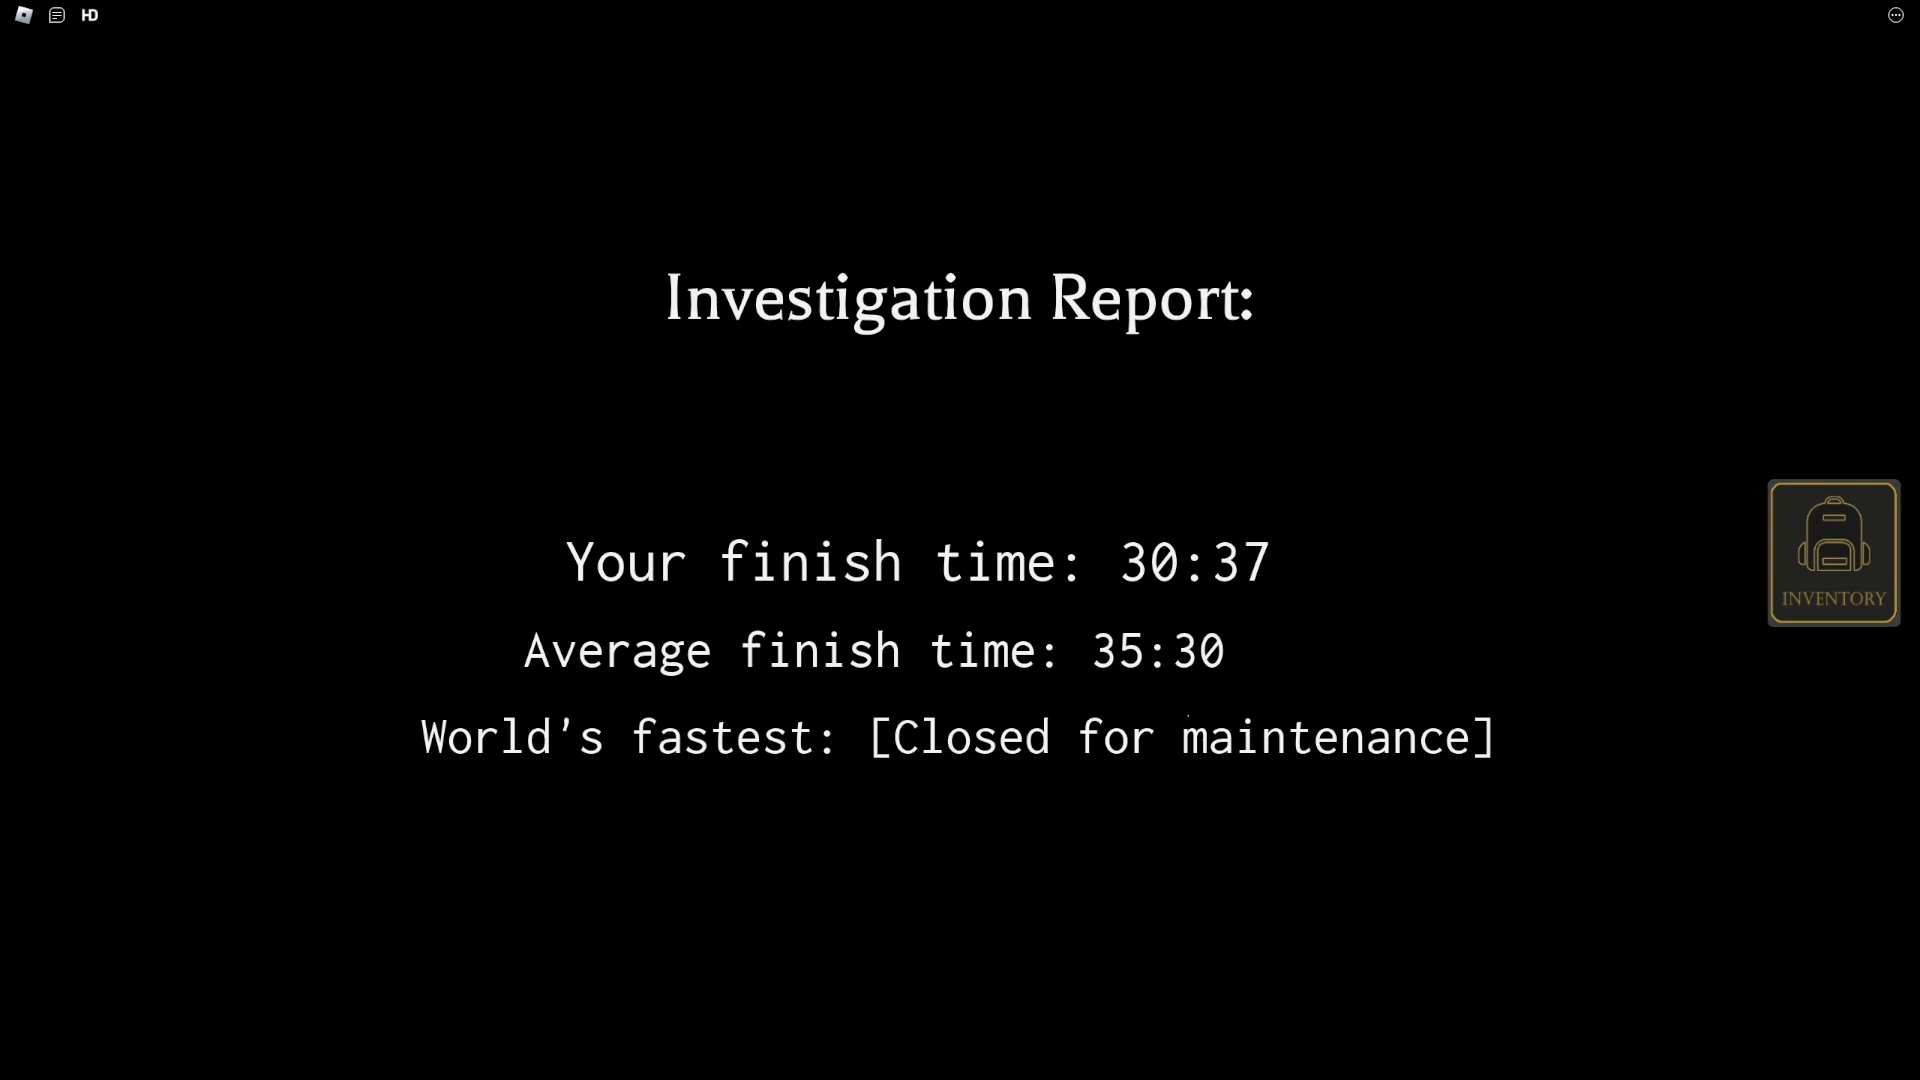 HD
Investigation Report:
Your finish time: 30:37
Average finish time: 35:30
World's fastest: [Closed for maintenance]
INVENTORY